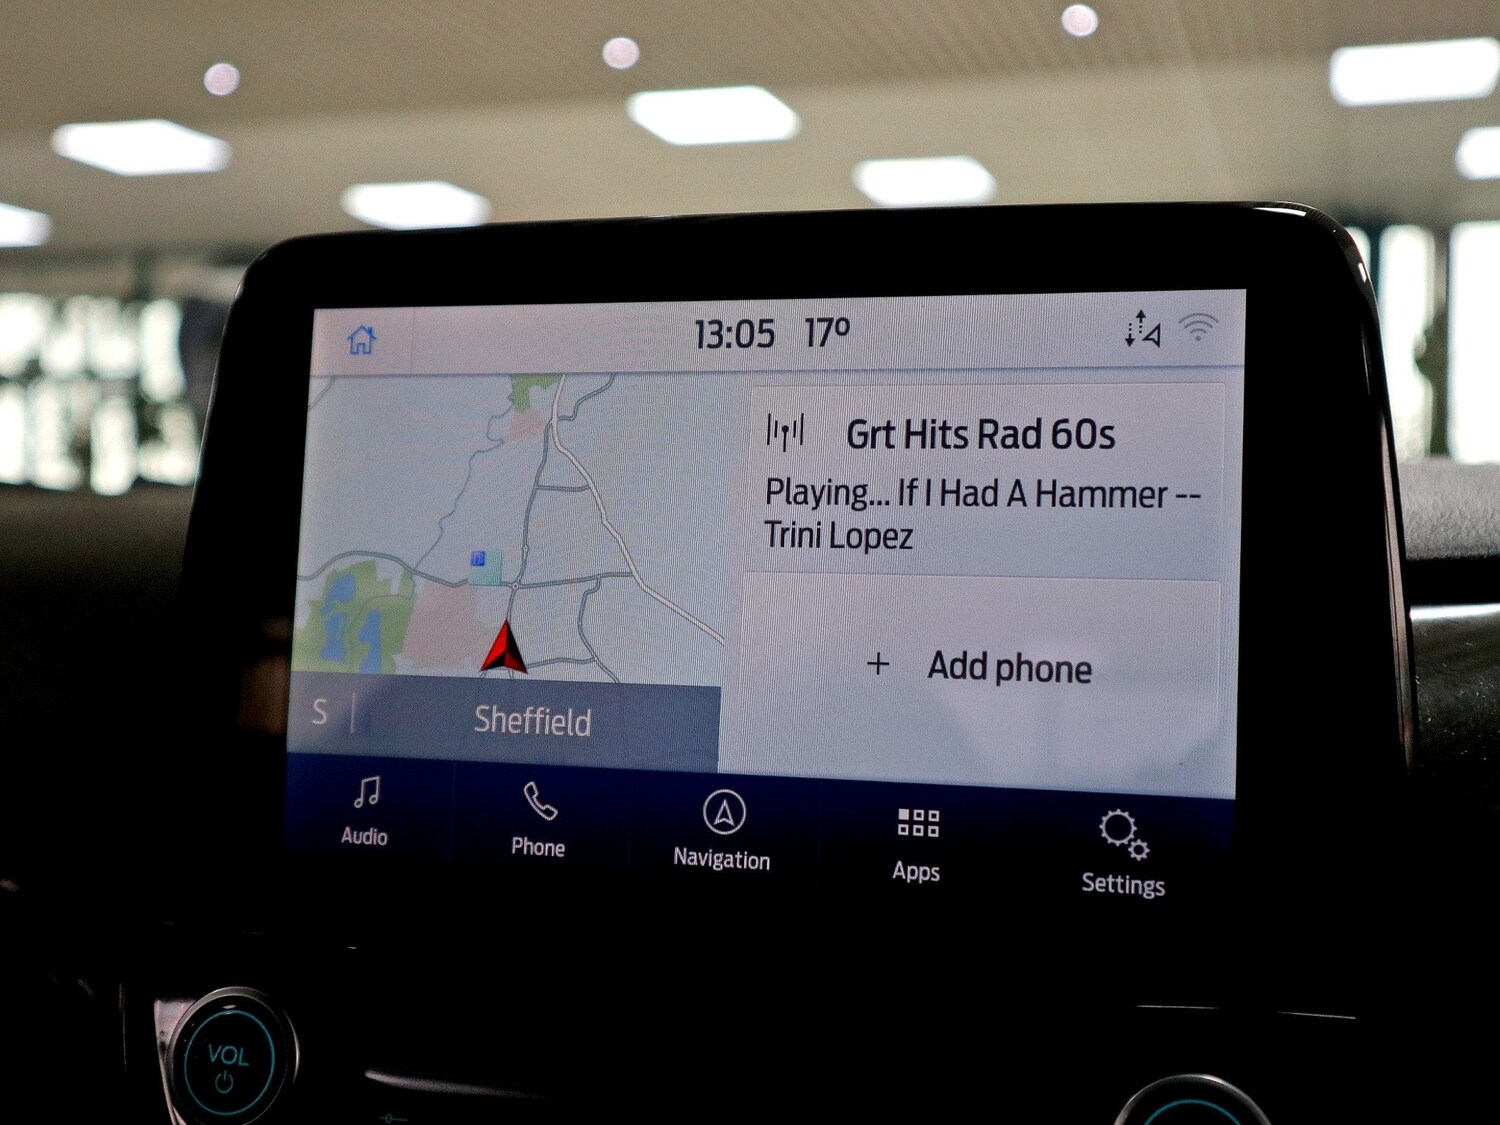 13:05 17º
Grt Hits Rad 60s
Playing... If I Had A Hammer --
Trini Lopez
+ Add phone
S | Sheffield
Audio
Phone
Navigation
Apps
Settings
VOL